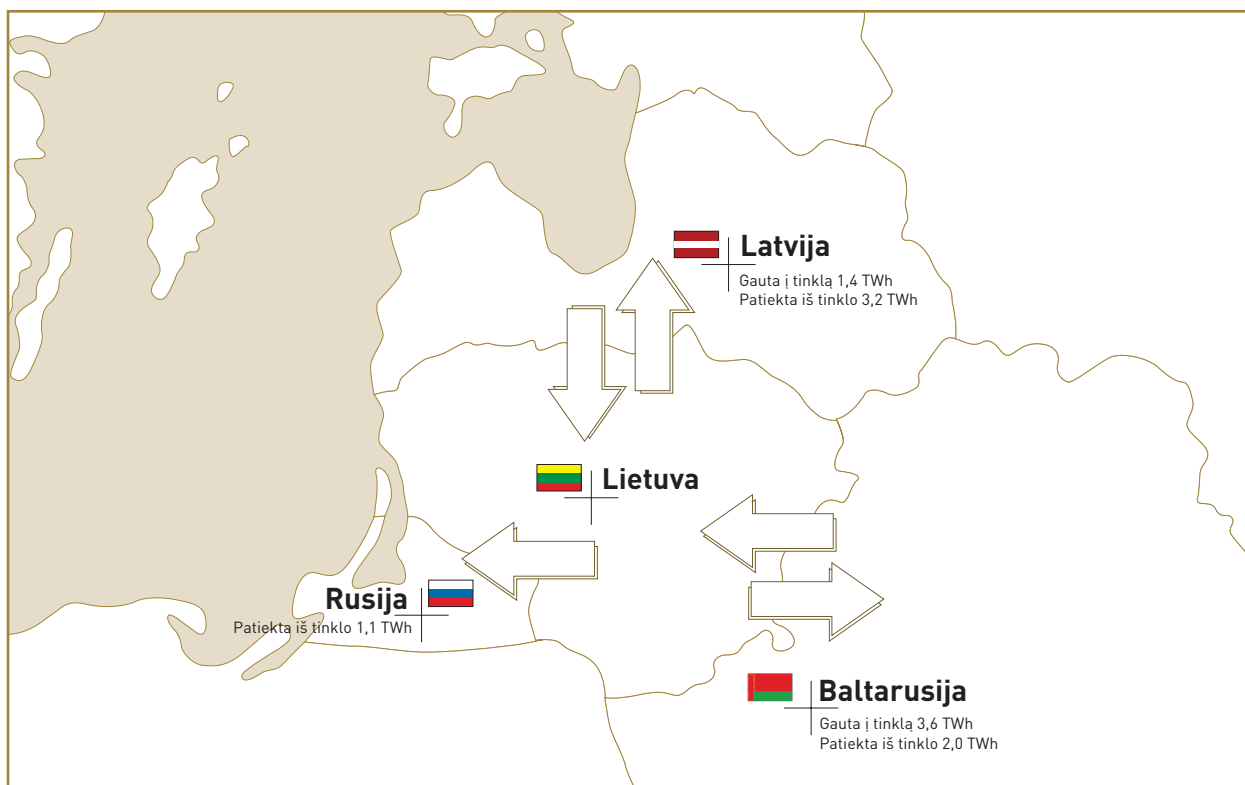 Latvija
Gauta į tinklą 1,4 TWh
Patiekta iš tinklo 3,2 TWh
Lietuva
Rusija
Patiekta iš tinklo 1,1 TWh
Baltarusija
Gauta į tinklą 3,6 TWh
Patiekta iš tinklo 2,0 TWh